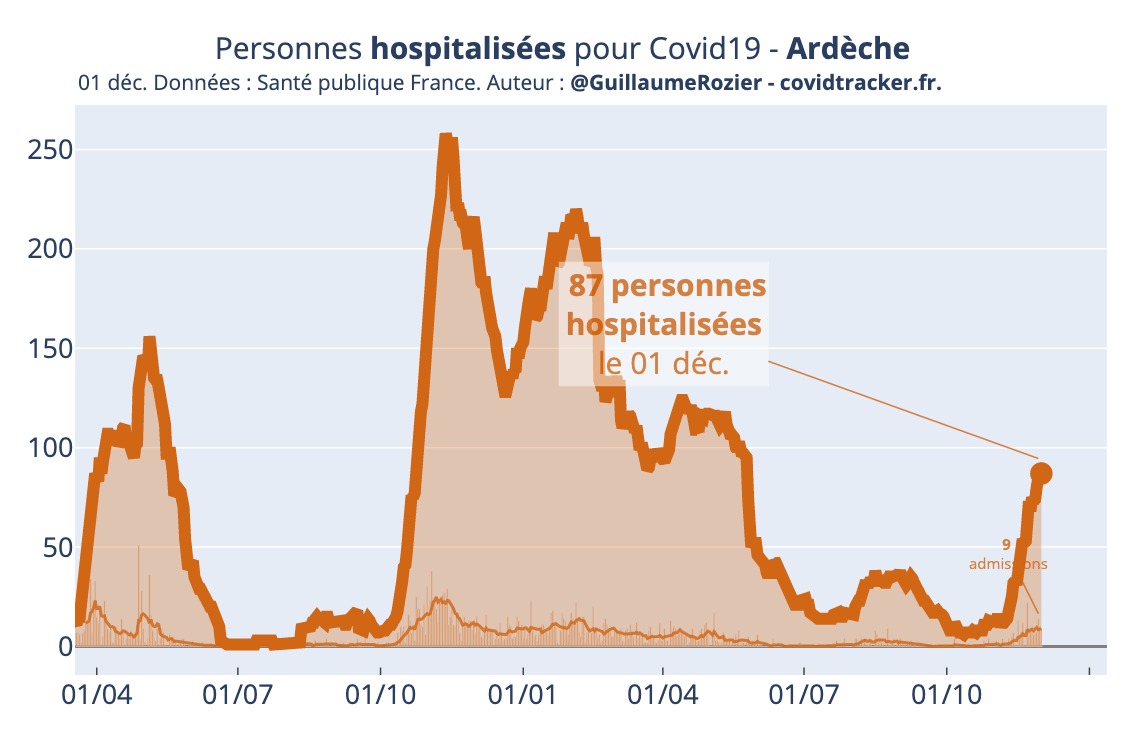 Personnes hospitalisées pour Covid19 - Ardèche
01 déc. Données : Santé publique France. Auteur : @GuillaumeRozier - covidtracker.fr.
250
200
150
100
50
0
87 personnes
hospitalisées
le 01 déc.
9
admissions
01/04 01/07 01/10 01/01 01/04 01/07 01/10